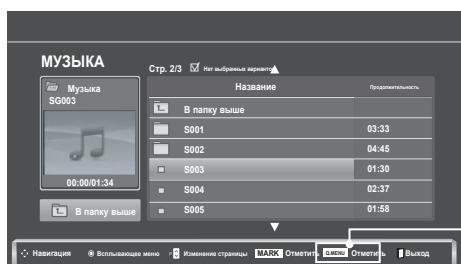 МУЗЫКА
Стр. 2/3 Нет выбранных вариантов
Музыка
SG003
00:00/01:34
В папку выше
Название Продолжительность
В папку выше
S001 03:33
S002 04:45
S003 01:30
S004 02:37
S005 01:58
Навигация Всплывающее меню P Изменение страницы MARK Отметить Q.MENU Отметить Выход